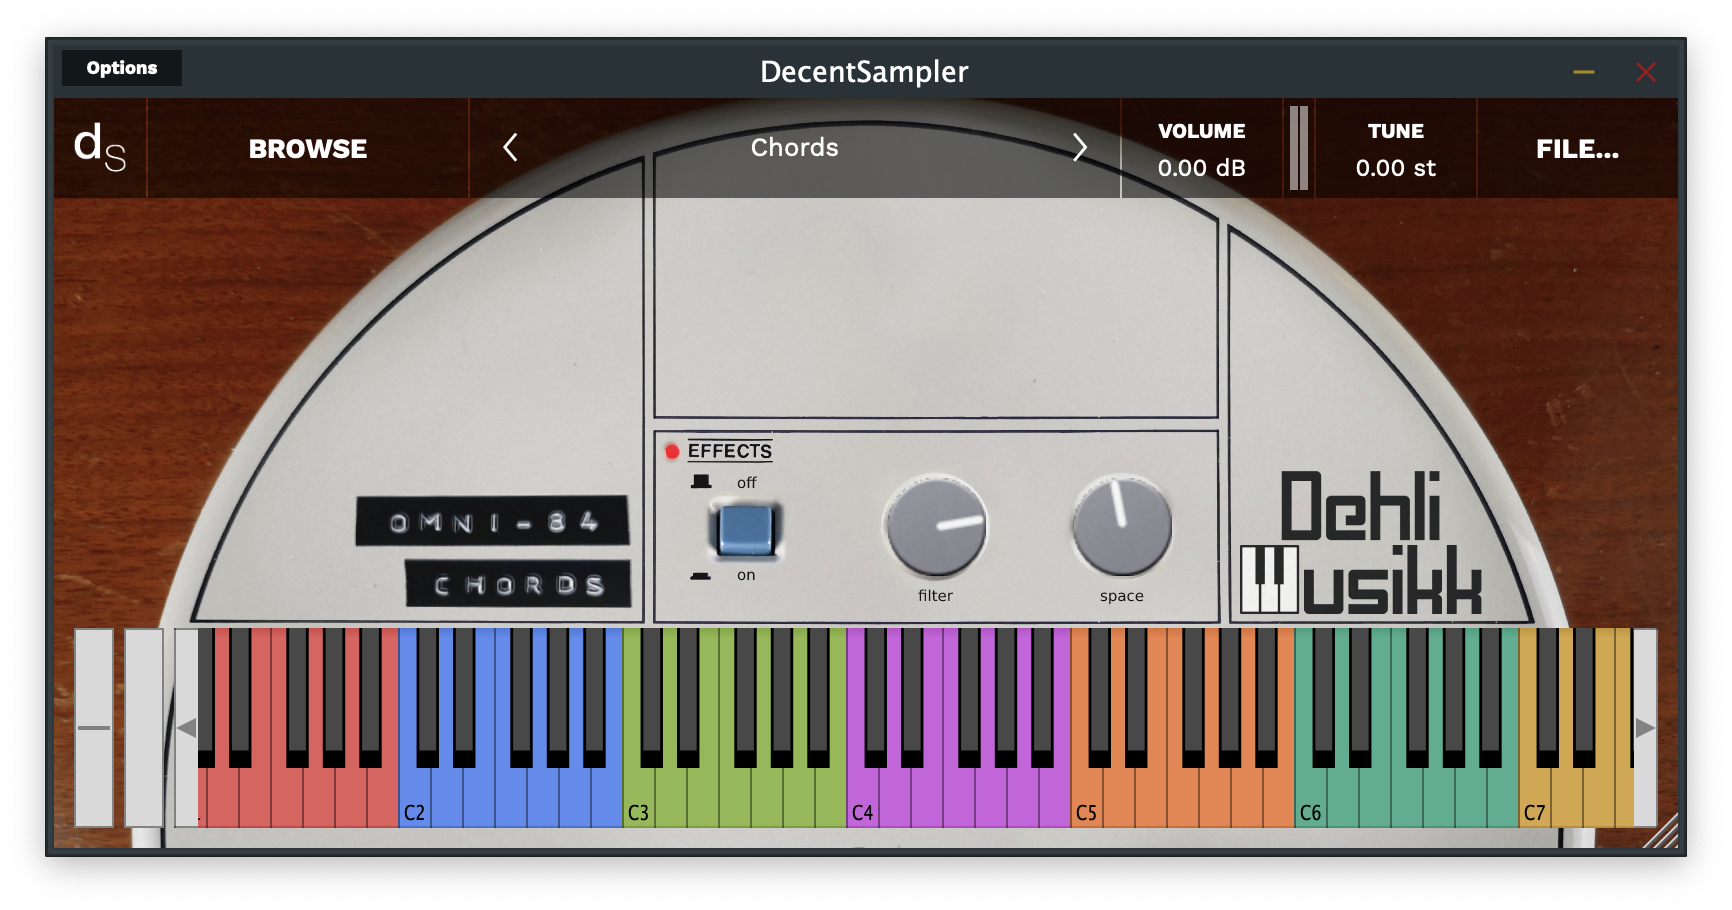 Options
DecentSampler
ds
BROWSE
Chords
VOLUME
0.00 dB
TUNE
0.00 st
FILE...
EFFECTS
off
on
filter
space
OMNI-84
CHORDS
Dehli
Musikk
C2
C3
C4
C5
C6
C7